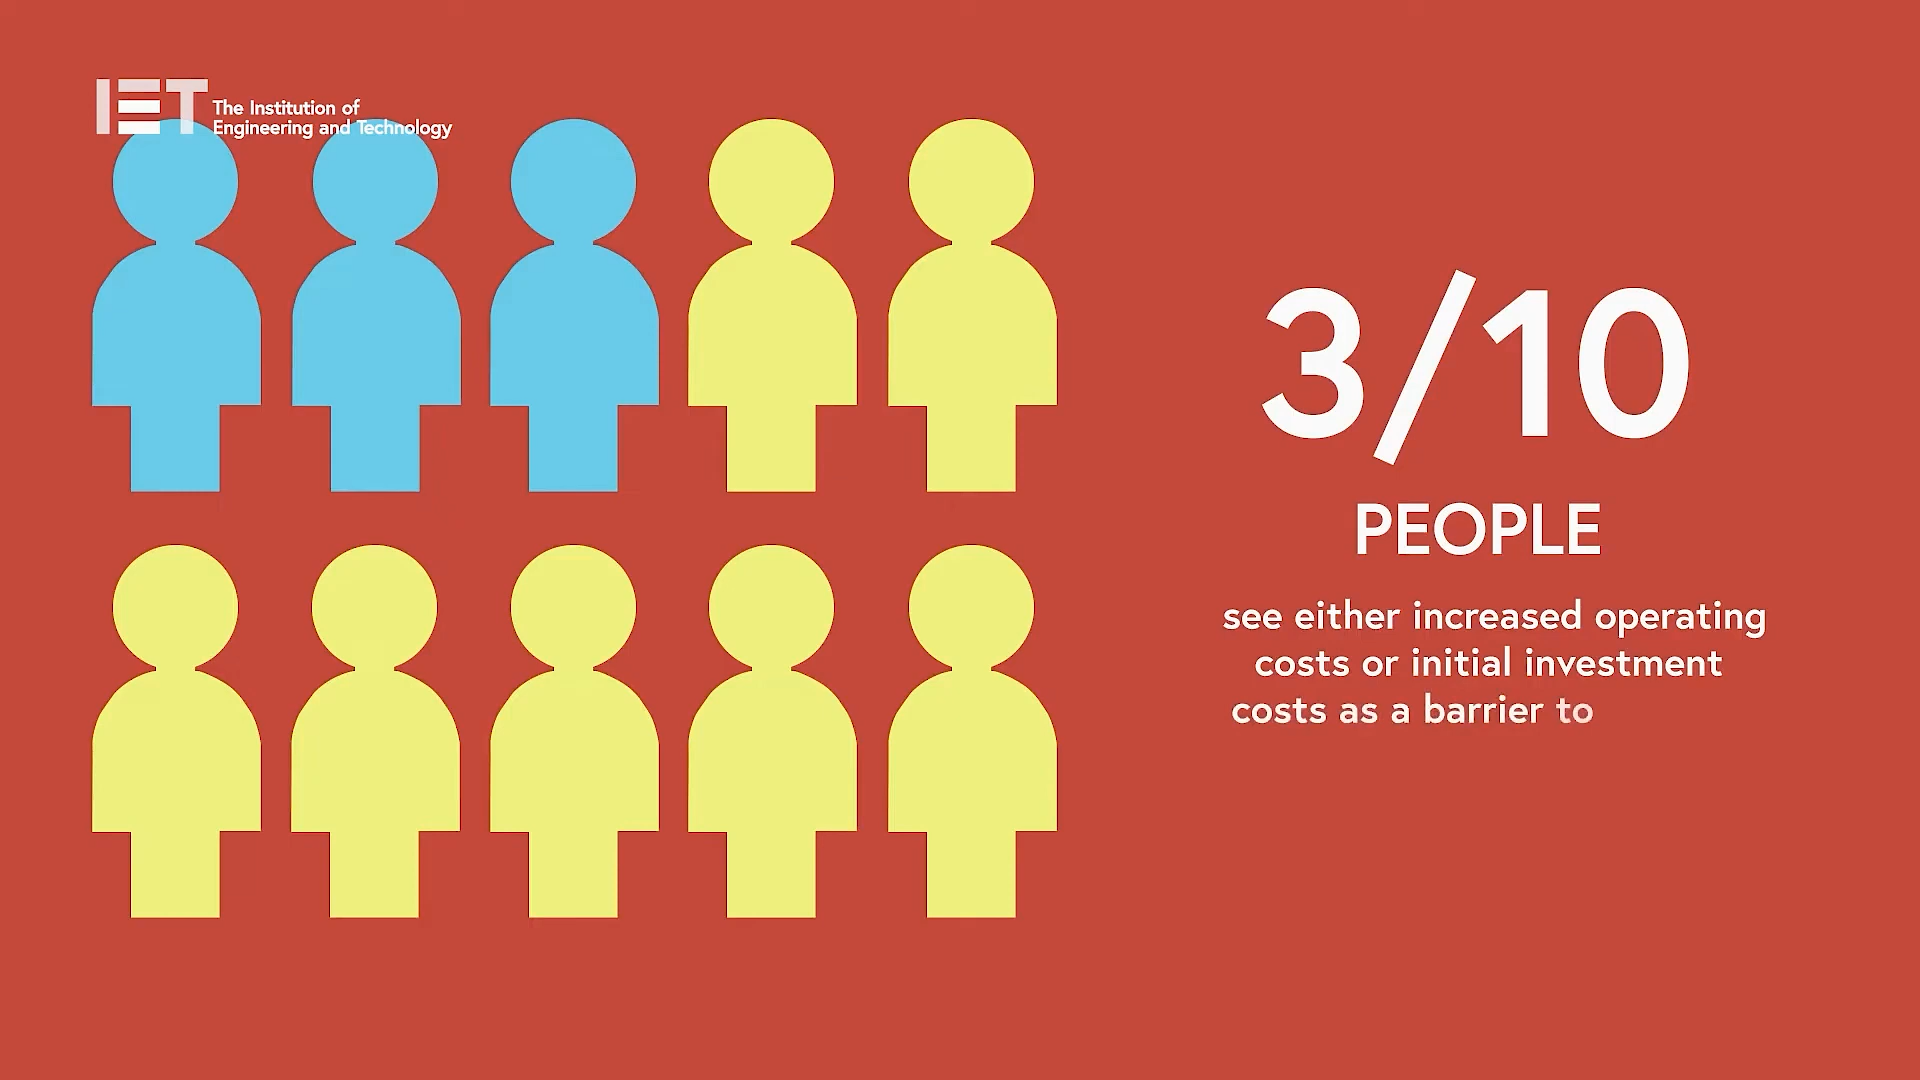 IET
The Institution of
Engineering and Technology
3/10
PEOPLE
see either increased operating
costs or initial investment
costs as a barrier to